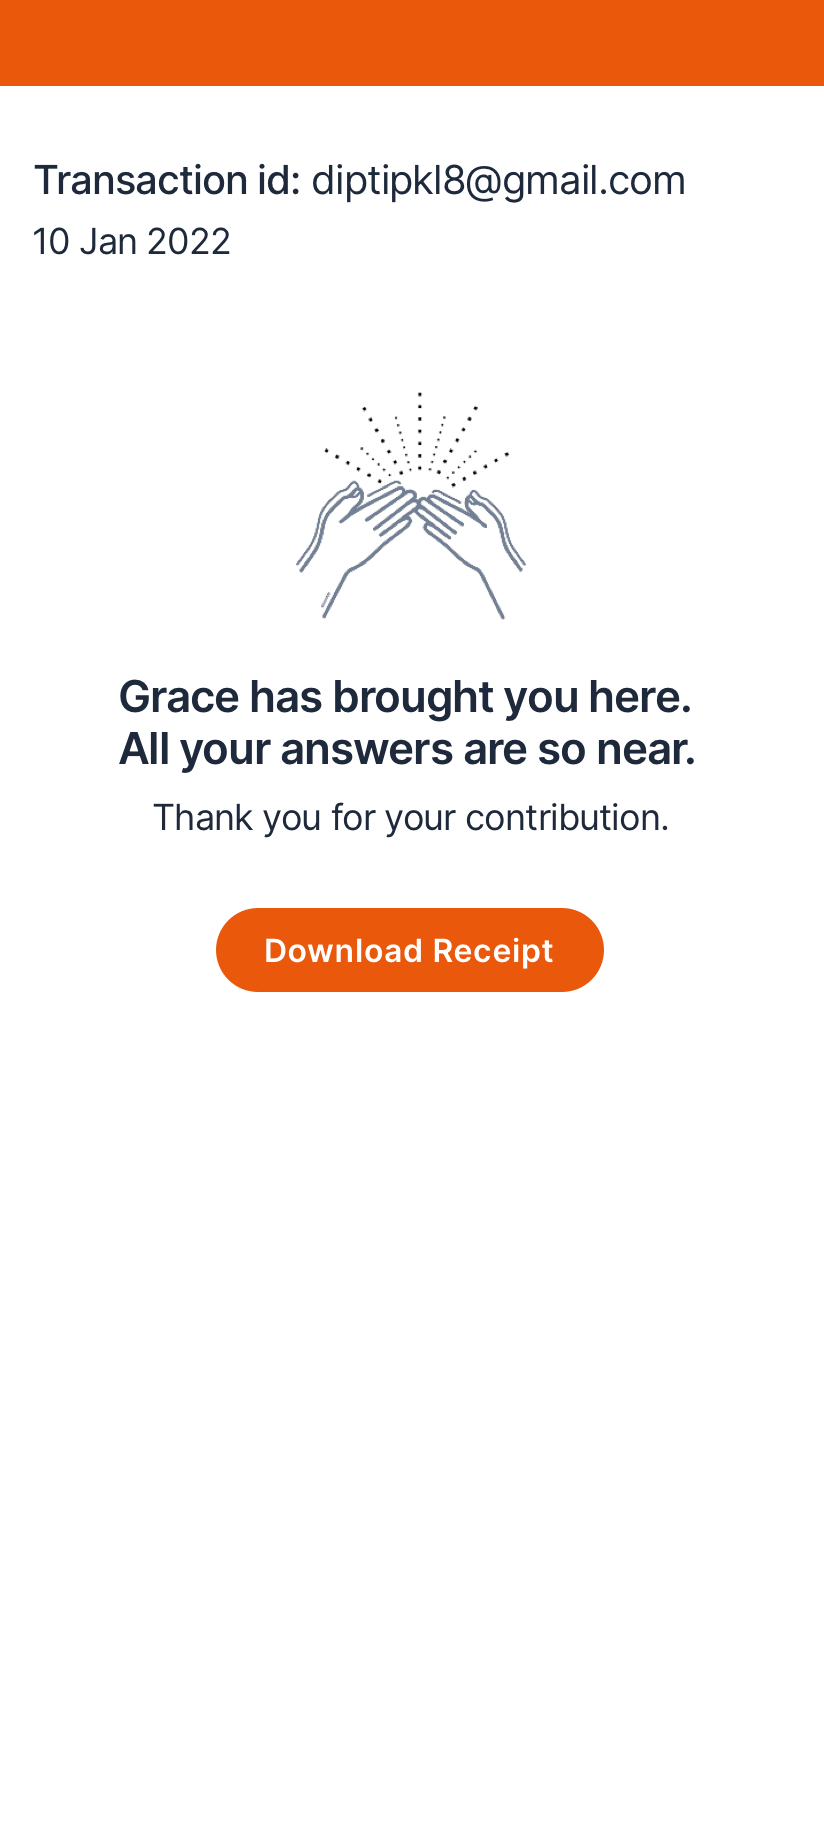 Transaction id: diptipkl8@gmail.com
10 Jan 2022
Grace has brought you here.
All your answers are so near.
Thank you for your contribution.
Download Receipt